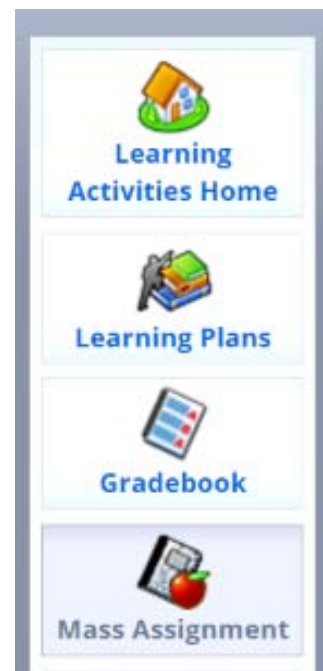 Learning
Activities Home
Learning Plans
Gradebook
Mass Assignment